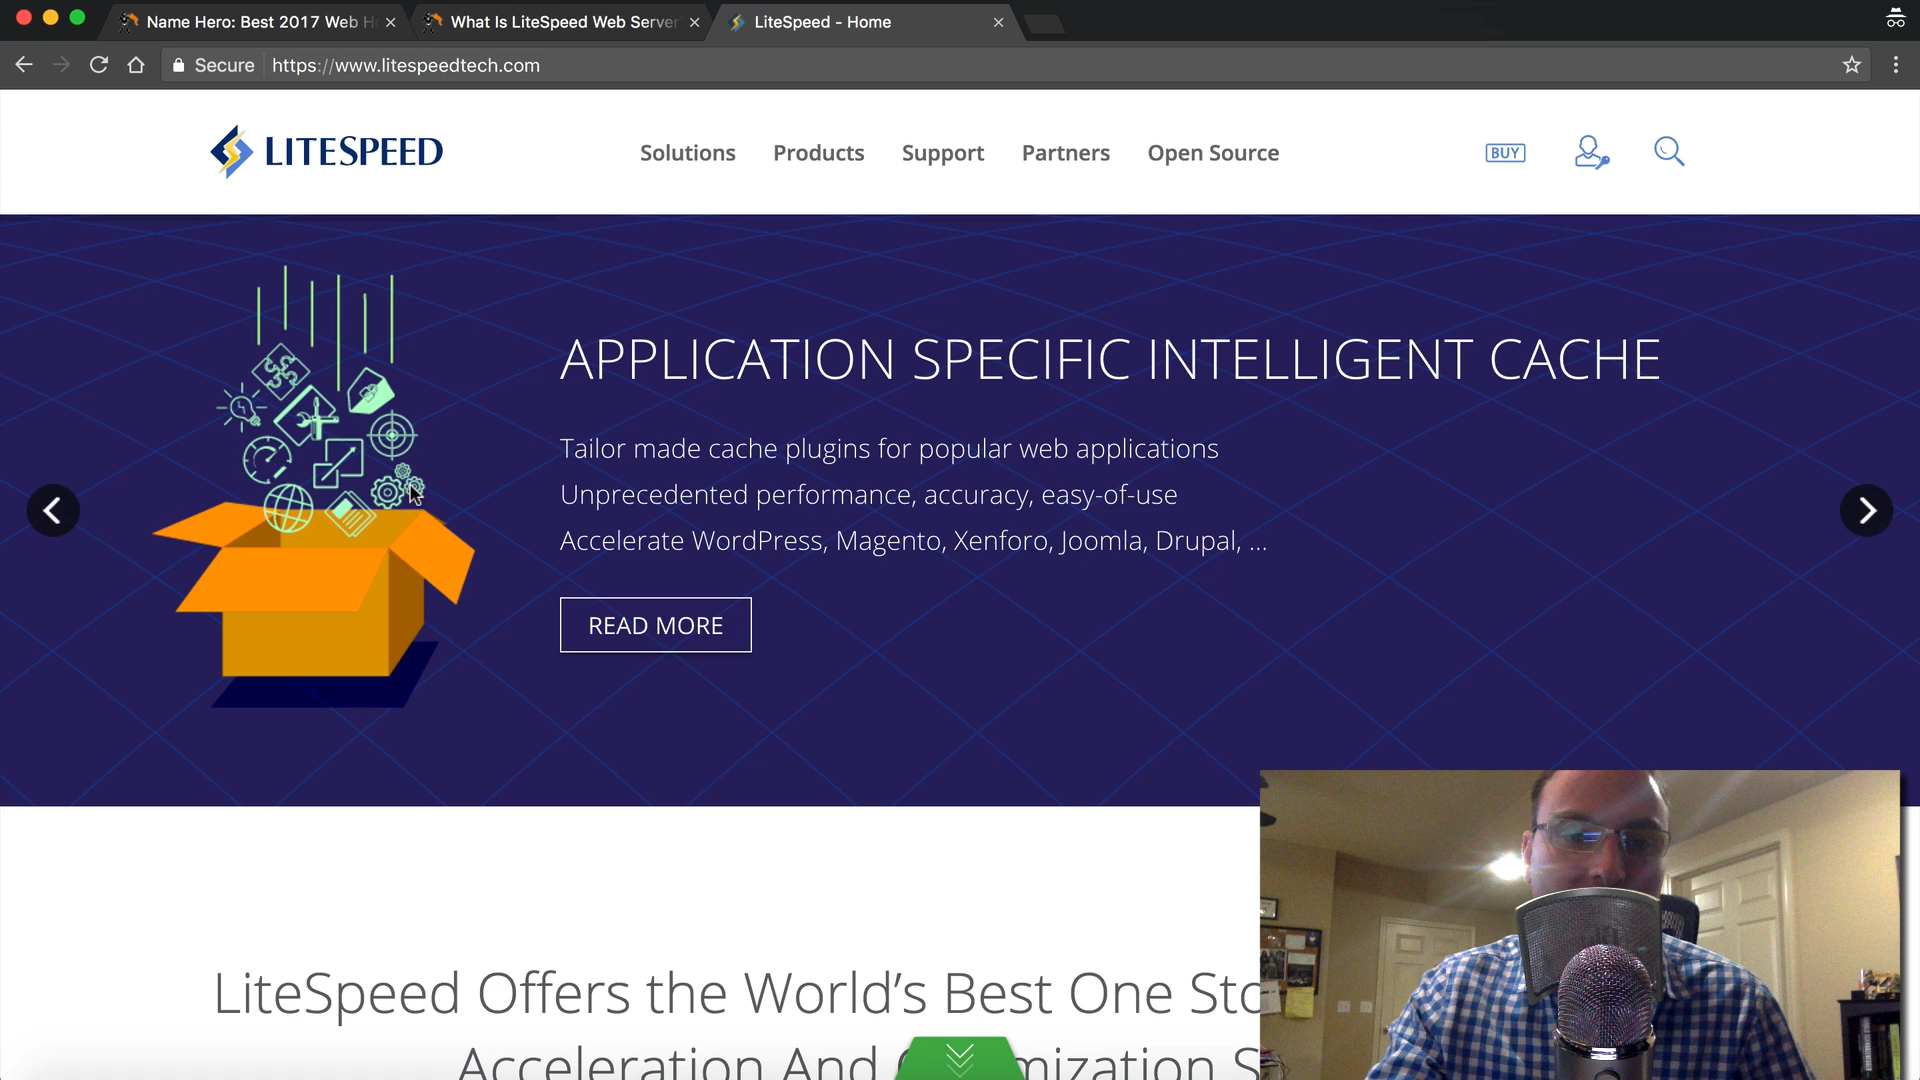 Name Hero: Best 2017 Web H
What Is LiteSpeed Web Server
LiteSpeed - Home
Secure https://www.litespeedtech.com
LITESPEED
Solutions Products Support Partners Open Source
BUY
APPLICATION SPECIFIC INTELLIGENT CACHE
Tailor made cache plugins for popular web applications
Unprecedented performance, accuracy, easy-of-use
Accelerate WordPress, Magento, Xenforo, Joomla, Drupal, ...
READ MORE
LiteSpeed Offers the World’s Best One Sto
Acceleration And mization S